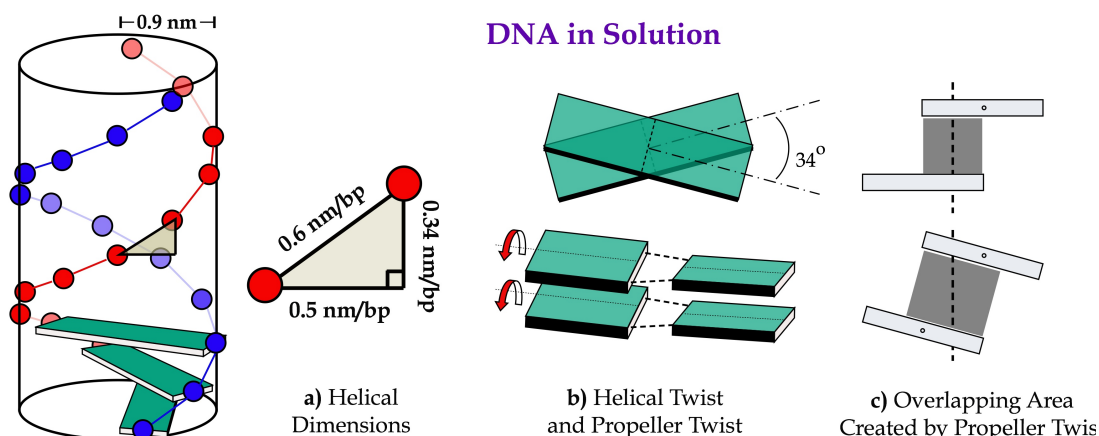 0.9 nm
DNA in Solution
0.6 nm/bp
0.34 nm/bp
0.5 nm/bp
34°
a) Helical
Dimensions
b) Helical Twist
and Propeller Twist
c) Overlapping Area
Created by Propeller Twis